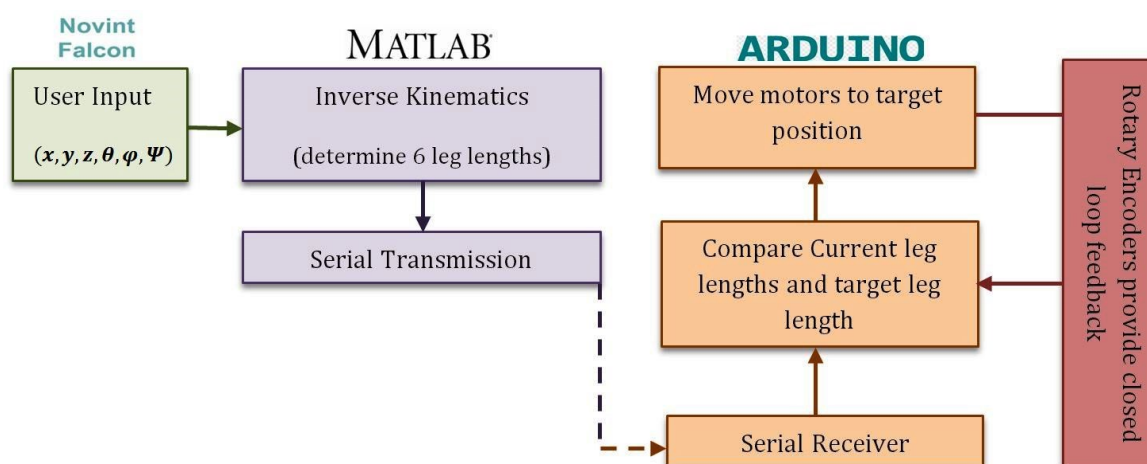 Novint
Falcon
User Input
(x, y, z, θ, φ, Ψ)
MATLAB®
Inverse Kinematics
(determine 6 leg lengths)
Serial Transmission
ARDUINO
Move motors to target
position
Compare Current leg
lengths and target leg
length
Serial Receiver
Rotary Encoders provide closed
loop feedback